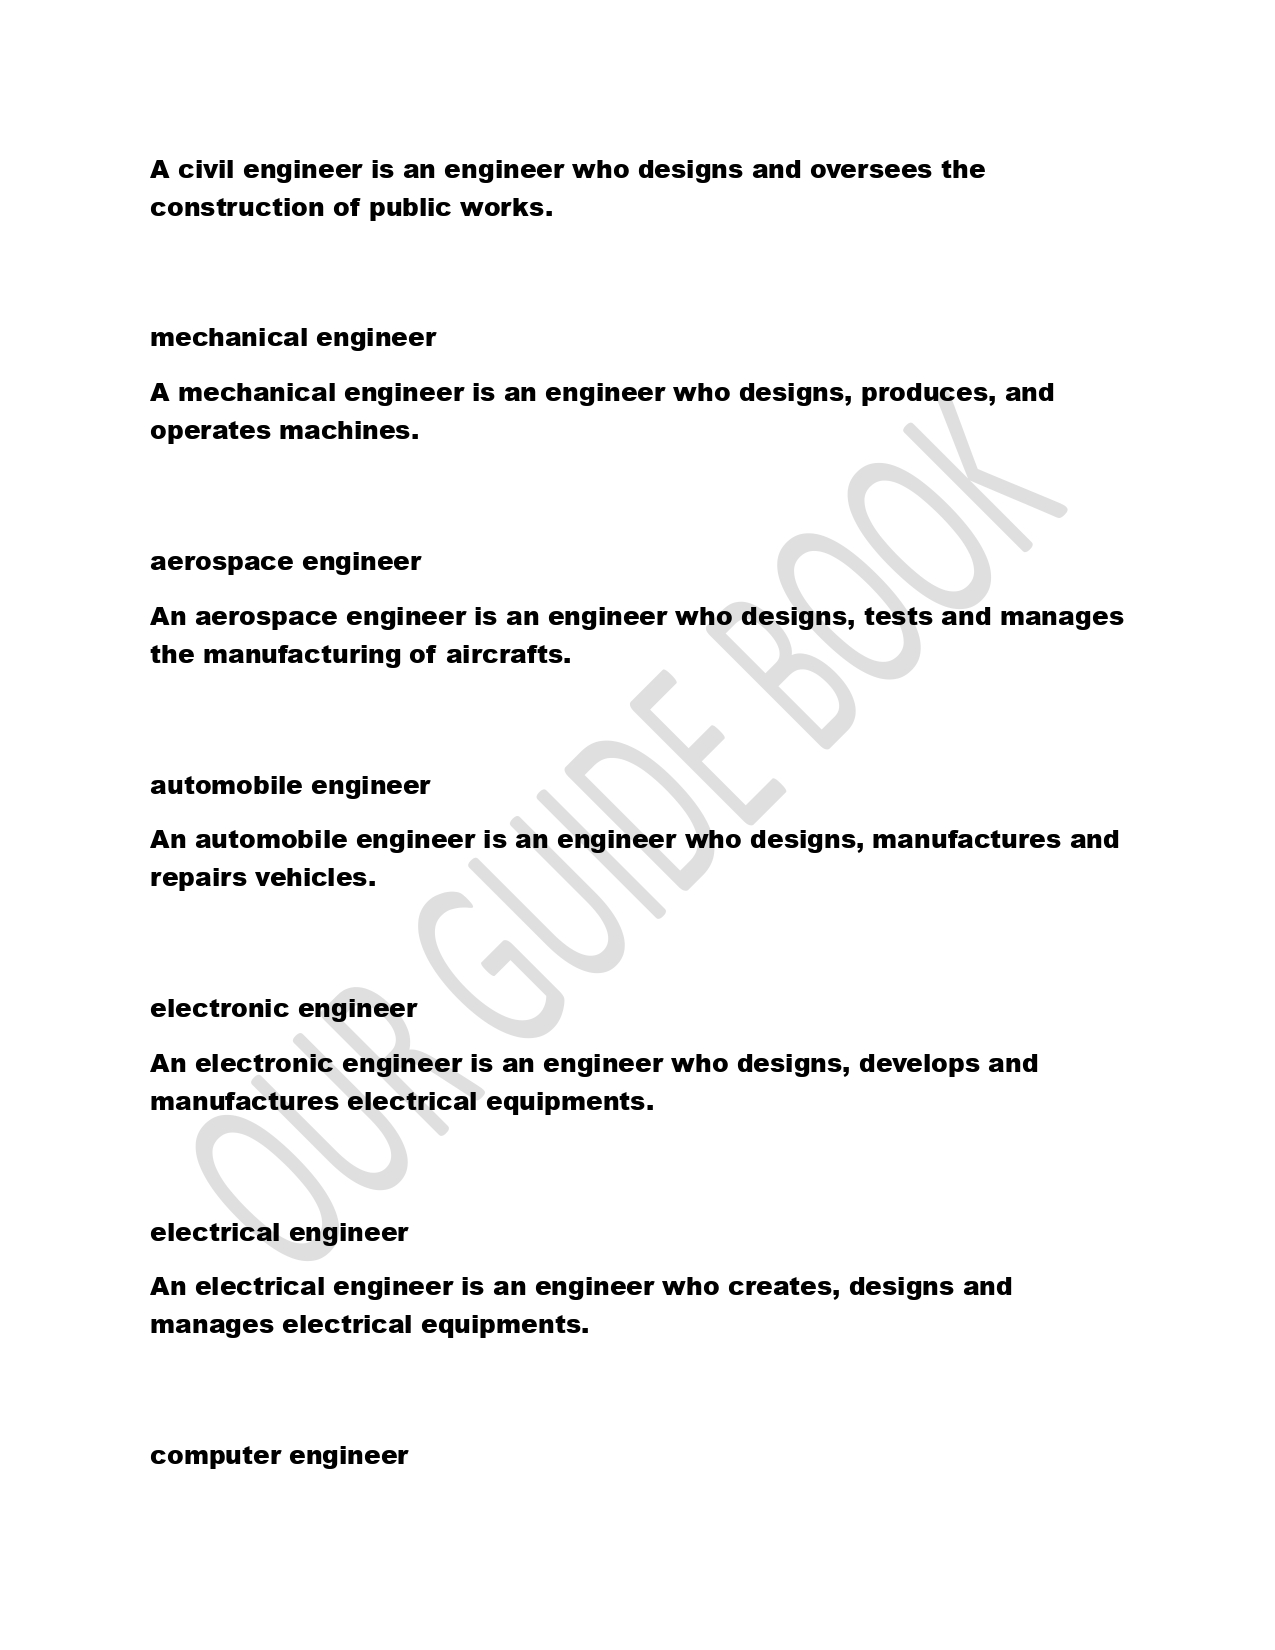 A civil engineer is an engineer who designs and oversees the
construction of public works.
mechanical engineer
A mechanical engineer is an engineer who designs, produces, and
operates machines.
aerospace engineer
An aerospace engineer is an engineer who designs, tests and manages
the manufacturing of aircrafts.
automobile engineer
An automobile engineer is an engineer who designs, manufactures and
repairs vehicles.
electronic engineer
An electronic engineer is an engineer who designs, develops and
manufactures electrical equipments.
electrical engineer
An electrical engineer is an engineer who creates, designs and
manages electrical equipments.
computer engineer
OUR GUIDE BOOK